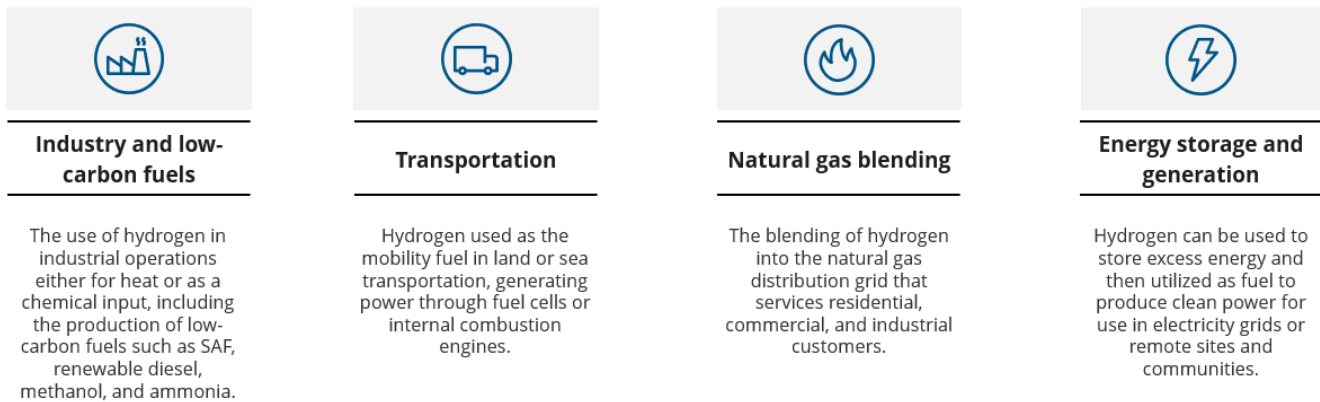 Industry and low-
carbon fuels
The use of hydrogen in
industrial operations
either for heat or as a
chemical input, including
the production of low-
carbon fuels such as SAF,
renewable diesel,
methanol, and ammonia.
Transportation
Hydrogen used as the
mobility fuel in land or sea
transportation, generating
power through fuel cells or
internal combustion
engines.
Natural gas blending
The blending of hydrogen
into the natural gas
distribution grid that
services residential,
commercial, and industrial
customers.
Energy storage and
generation
Hydrogen can be used to
store excess energy and
then utilized as fuel to
produce clean power for
use in electricity grids or
remote sites and
communities.